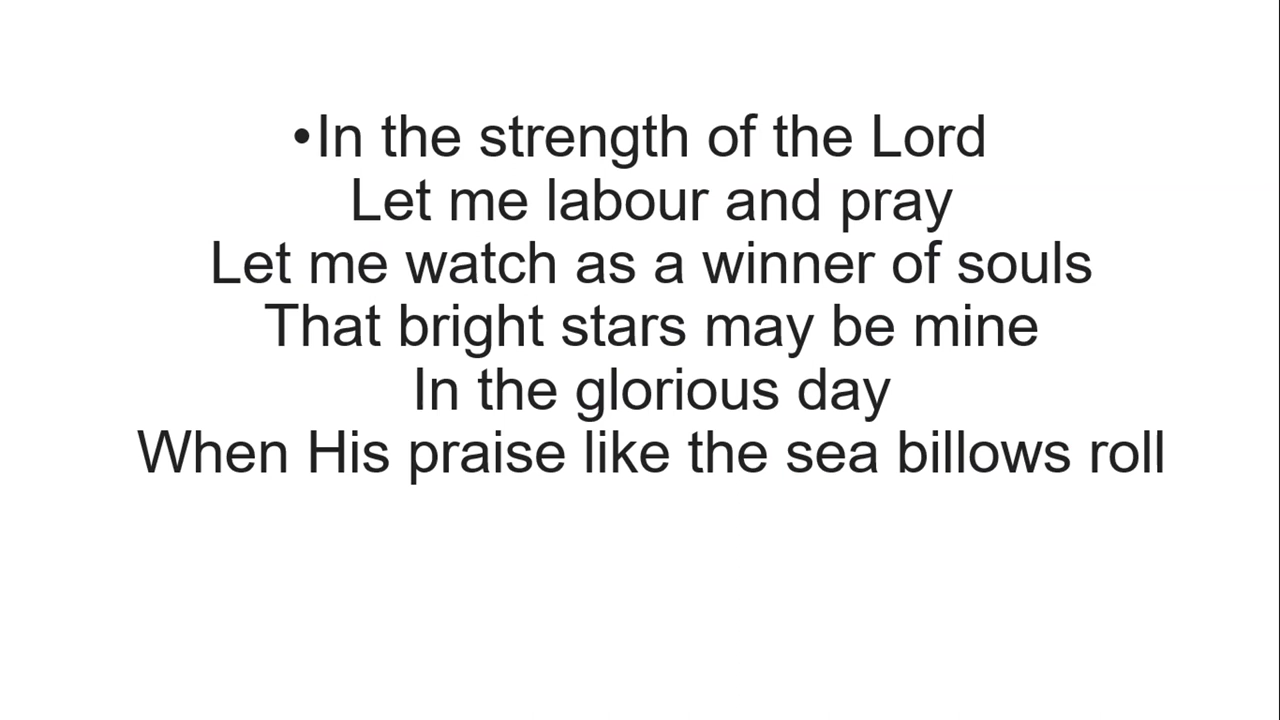 •In the strength of the Lord
Let me labour and pray
Let me watch as a winner of souls
That bright stars may be mine
In the glorious day
When His praise like the sea billows roll